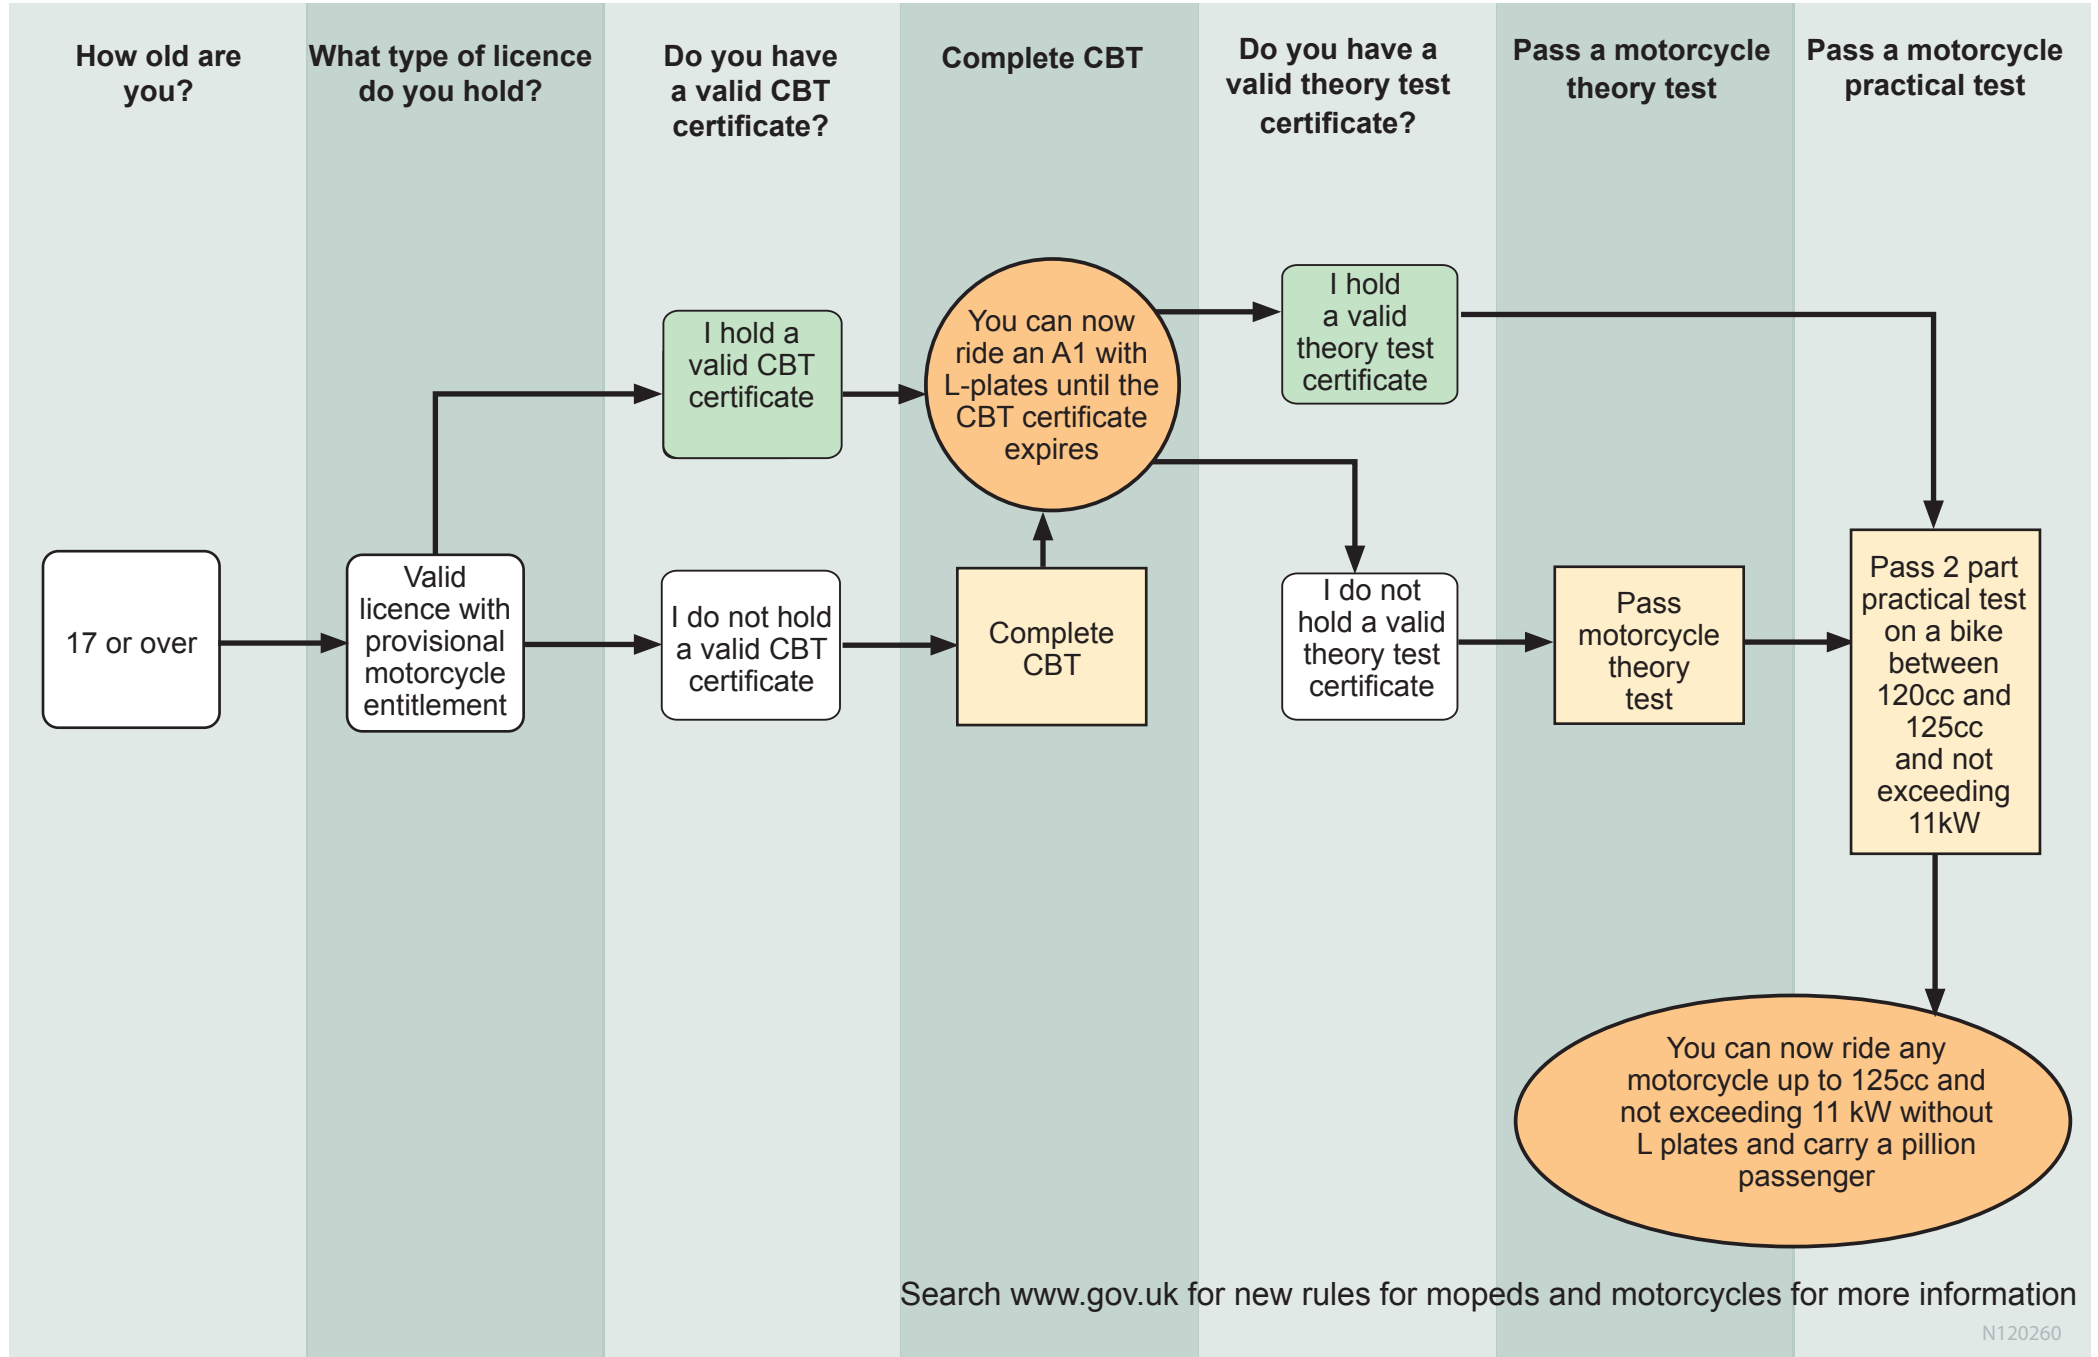 How old are
you?
What type of licence
do you hold?
Do you have
a valid CBT
certificate?
Complete CBT
Do you have a
valid theory test
certificate?
Pass a motorcycle
theory test
Pass a motorcycle
practical test
17 or over
Valid
licence with
provisional
motorcycle
entitlement
I hold a
valid CBT
certificate
I do not hold
a valid CBT
certificate
You can now
ride an A1 with
L-plates until the
CBT certificate
expires
Complete
CBT
I hold
a valid
theory test
certificate
I do not
hold a valid
theory test
certificate
Pass
motorcycle
theory
test
Pass 2 part
practical test
on a bike
between
120cc and
125cc
and not
exceeding
11kW
You can now ride any
motorcycle up to 125cc and
not exceeding 11 kW without
L plates and carry a pillion
passenger
Search www.gov.uk for new rules for mopeds and motorcycles for more information
N120260